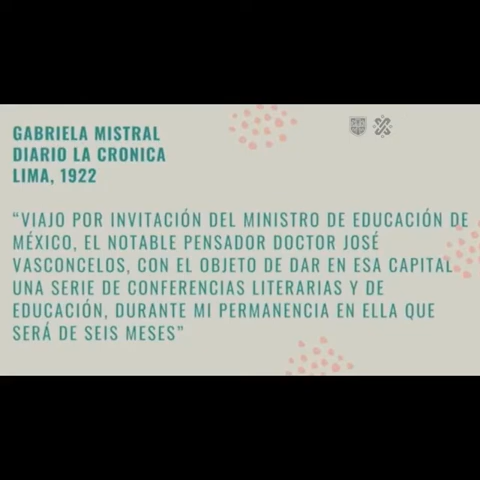 GABRIELA MISTRAL
DIARIO LA CRONICA
LIMA, 1922
“VIAJO POR INVITACIÓN DEL MINISTRO DE EDUCACIÓN DE
MÉXICO, EL NOTABLE PENSADOR DOCTOR JOSÉ
VASCONCELOS, CON EL OBJETO DE DAR EN ESA CAPITAL
UNA SERIE DE CONFERENCIAS LITERARIAS Y DE
EDUCACIÓN, DURANTE MI PERMANENCIA EN ELLA QUE
SERÁ DE SEIS MESES”